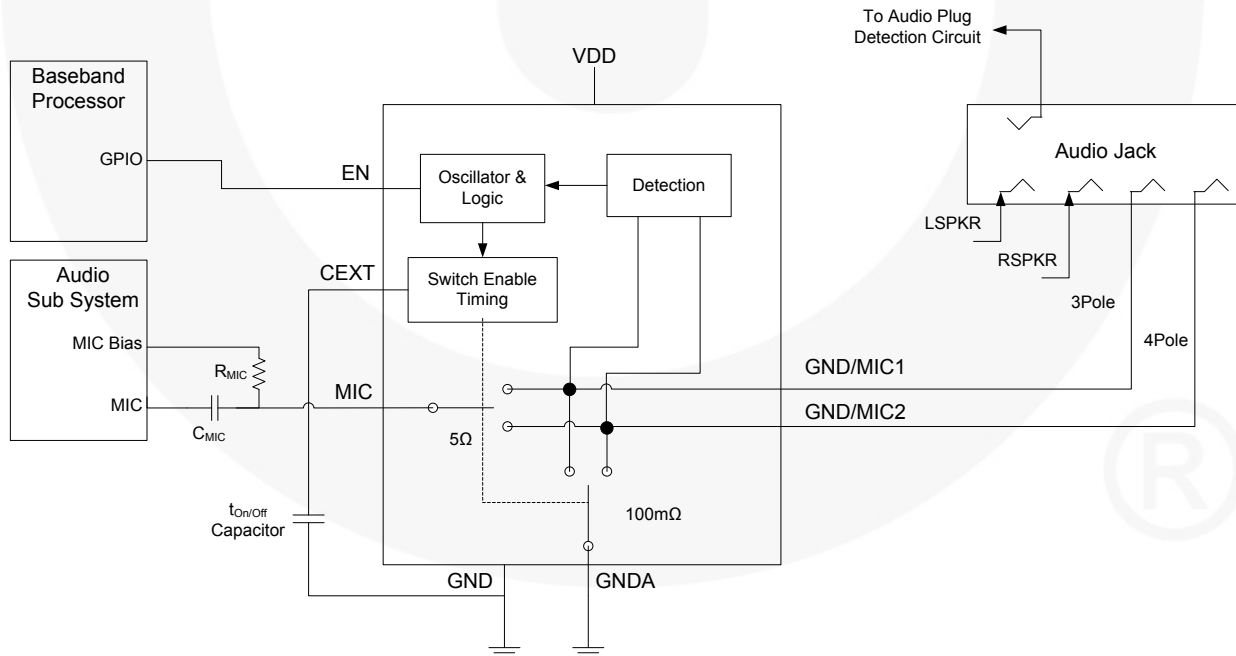 To Audio Plug
Detection Circuit
VDD
Baseband
Processor
GPIO
EN
Oscillator &
Logic
Detection
Audio Jack
LSPKR
RSPKR
3Pole
4Pole
CEXT
Switch Enable
Timing
Audio
Sub System
MIC Bias
RMIC
MIC
CMIC
MIC
5Ω
GND/MIC1
GND/MIC2
100mΩ
tOn/Off
Capacitor
GND
GNDA
®